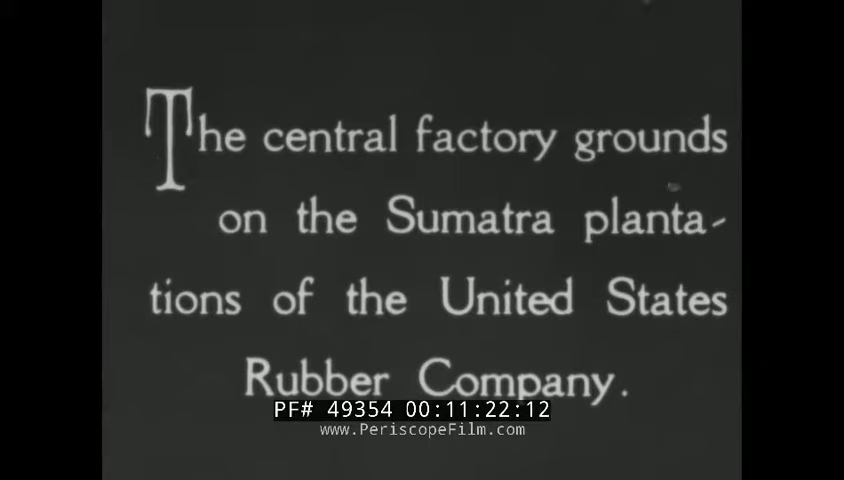 The central factory grounds
on the Sumatra planta-
tions of the United States
Rubber Company.
PF# 49354 00:11:22:12
www.PeriscopeFilm.com